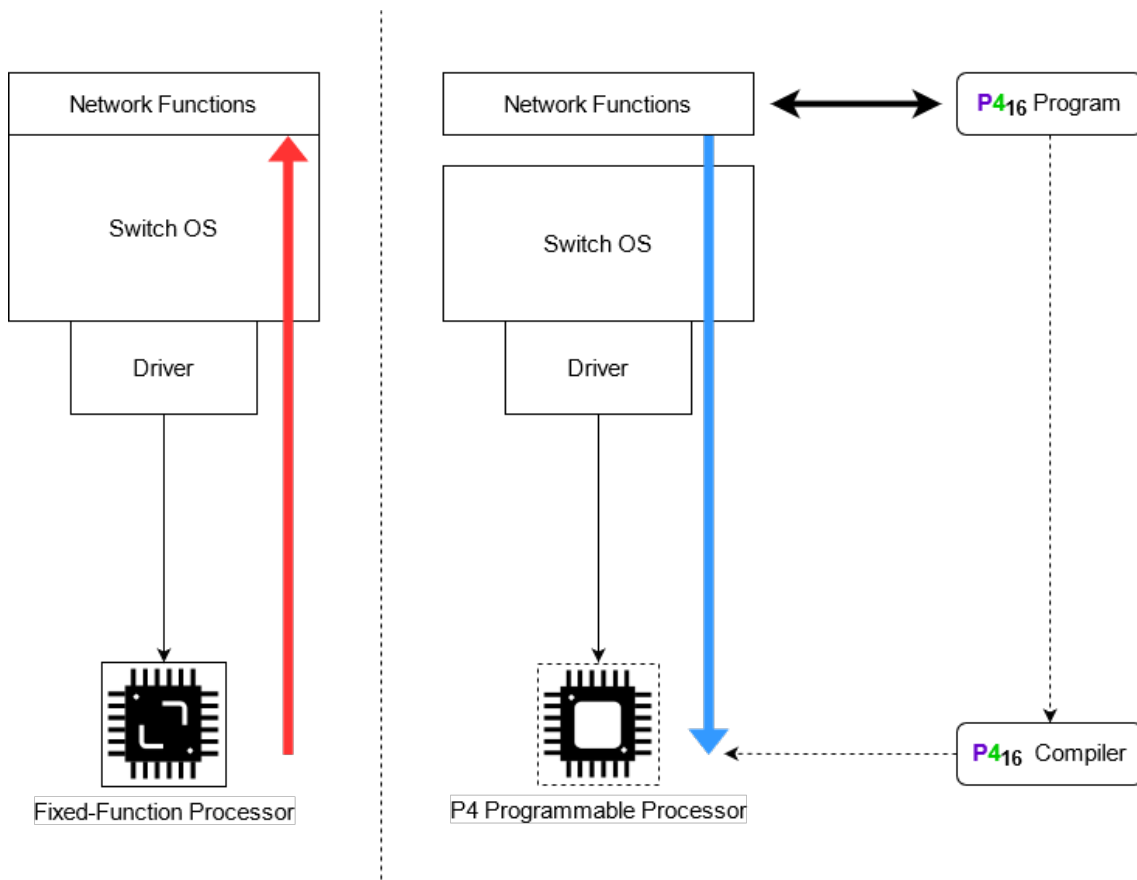 Network Functions
Switch OS
Driver
Fixed-Function Processor
Network Functions
Switch OS
Driver
P4 Programmable Processor
P416 Program
P416 Compiler